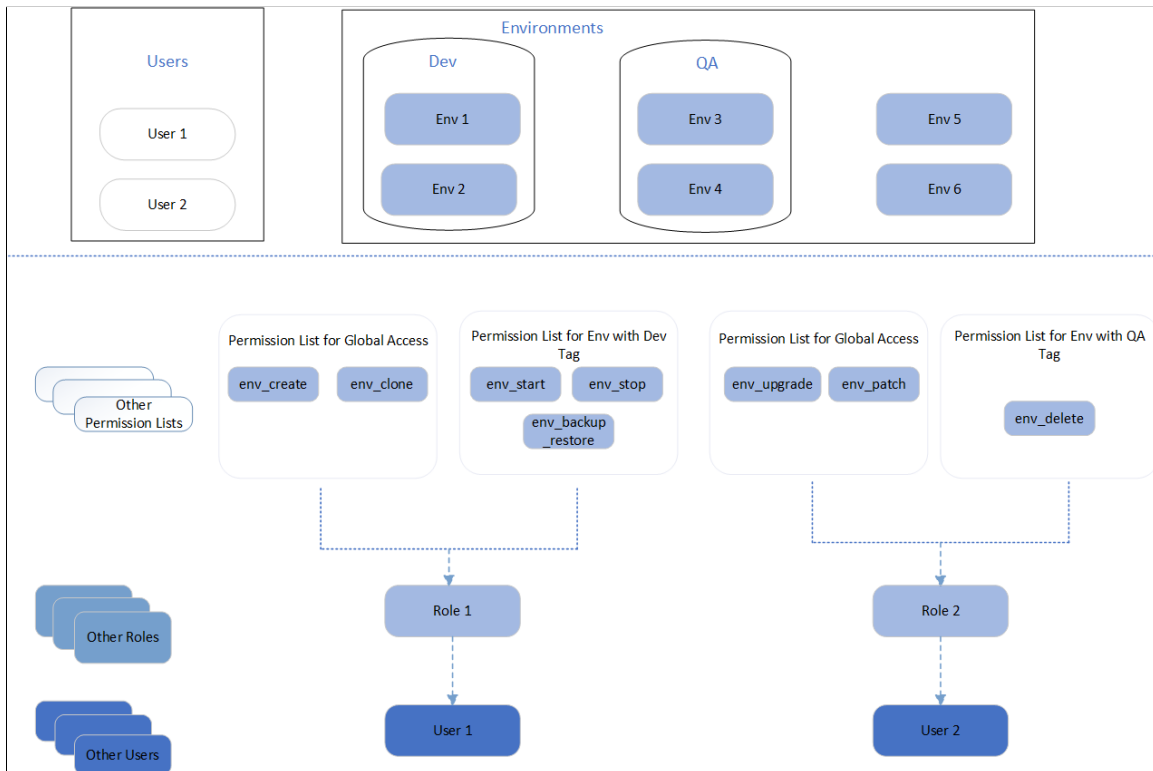 Environments
Users
Dev
QA
User 1
Env 1
Env 3
Env 5
User 2
Env 2
Env 4
Env 6
Permission List for Global Access
Permission List for Env with Dev
Tag
Permission List for Global Access
Permission List for Env with QA
Tag
env_create
env_clone
env_start
env_stop
env_backup
_restore
env_upgrade
env_patch
env_delete
Other
Permission Lists
Other Roles
Role 1
Role 2
Other Users
User 1
User 2